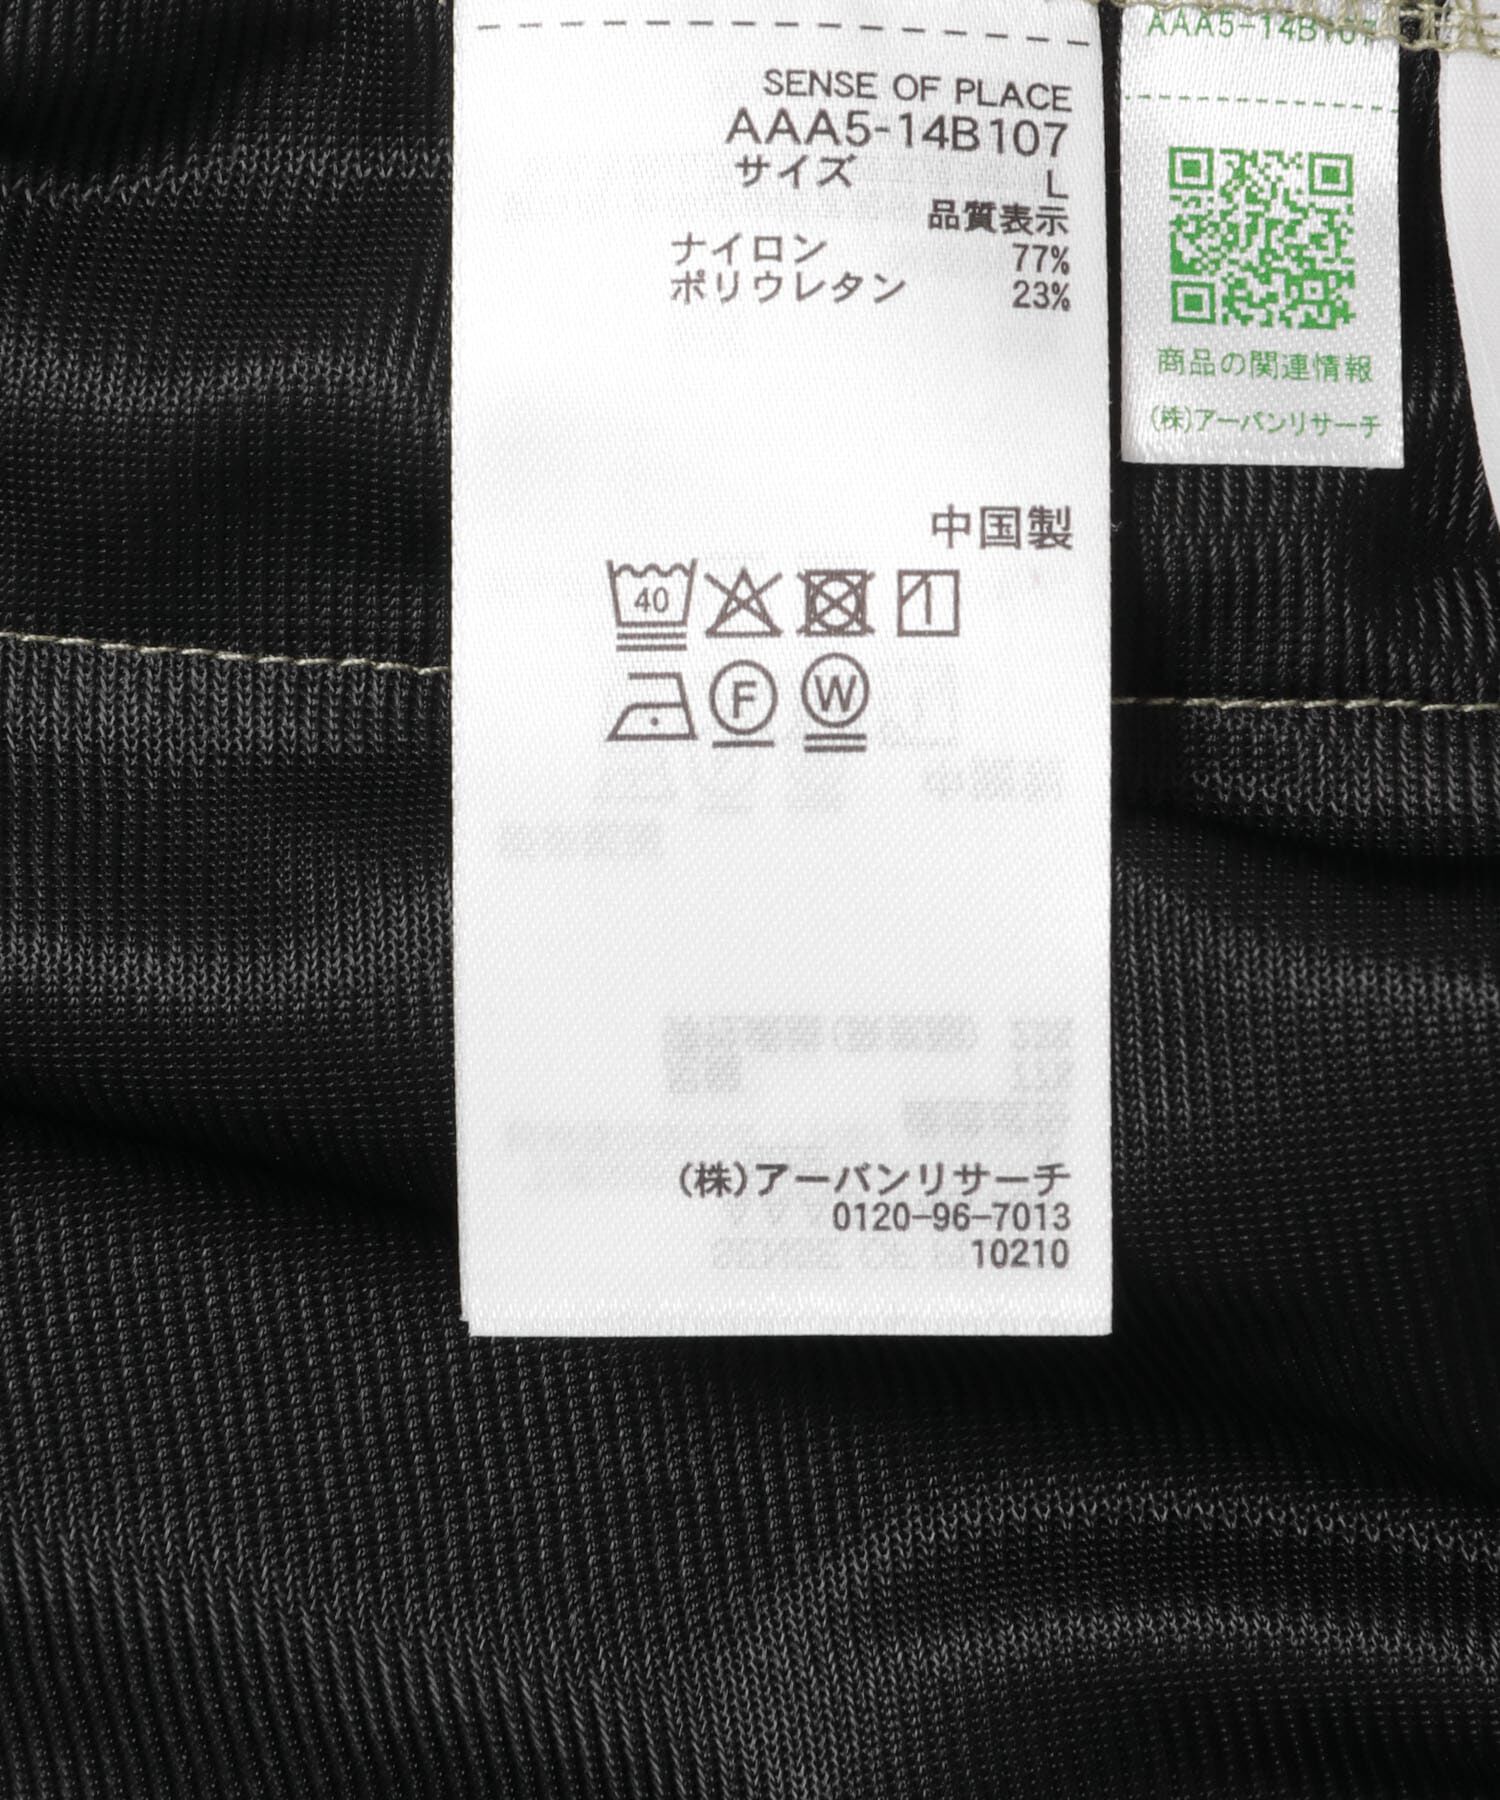 SENSE OF PLACE
AAA5-14B107
サイズ L
品質表示
ナイロン 77%
ポリウレタン 23%
中国製
40
F W
(株)アーバンリサーチ
0120-96-7013
10210
AAA5-14B107
商品の関連情報
(株)アーバンリサーチ